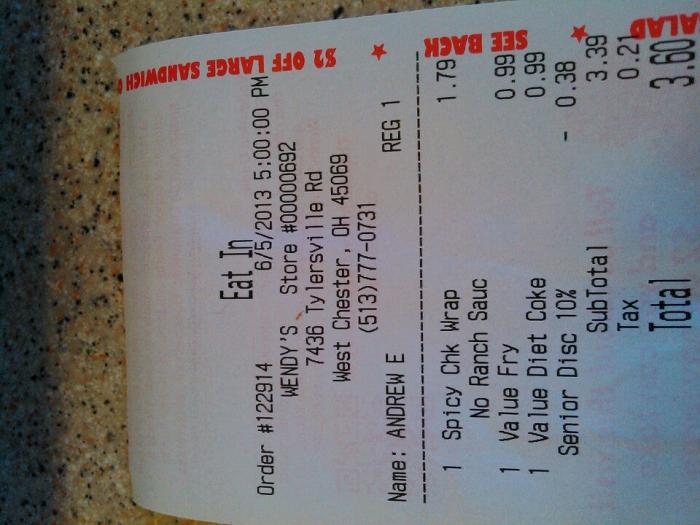 $2 OFF LARGE SANDWICH
★ SEE BACK ★
Eat In
Order #122914 6/5/2013 5:00:00 PM
WENDY'S Store #00000692
7436 Tylersville Rd
West Chester, OH 45069
(513)777-0731
Name: ANDREW E REG 1
1 Spicy Chk Wrap 1.79
No Ranch Sauc
1 Value Fry 0.99
1 Value Diet Coke 0.99
Senior Disc 10% - 0.38
SubTotal 3.39
Tax 0.21
Total 3.60